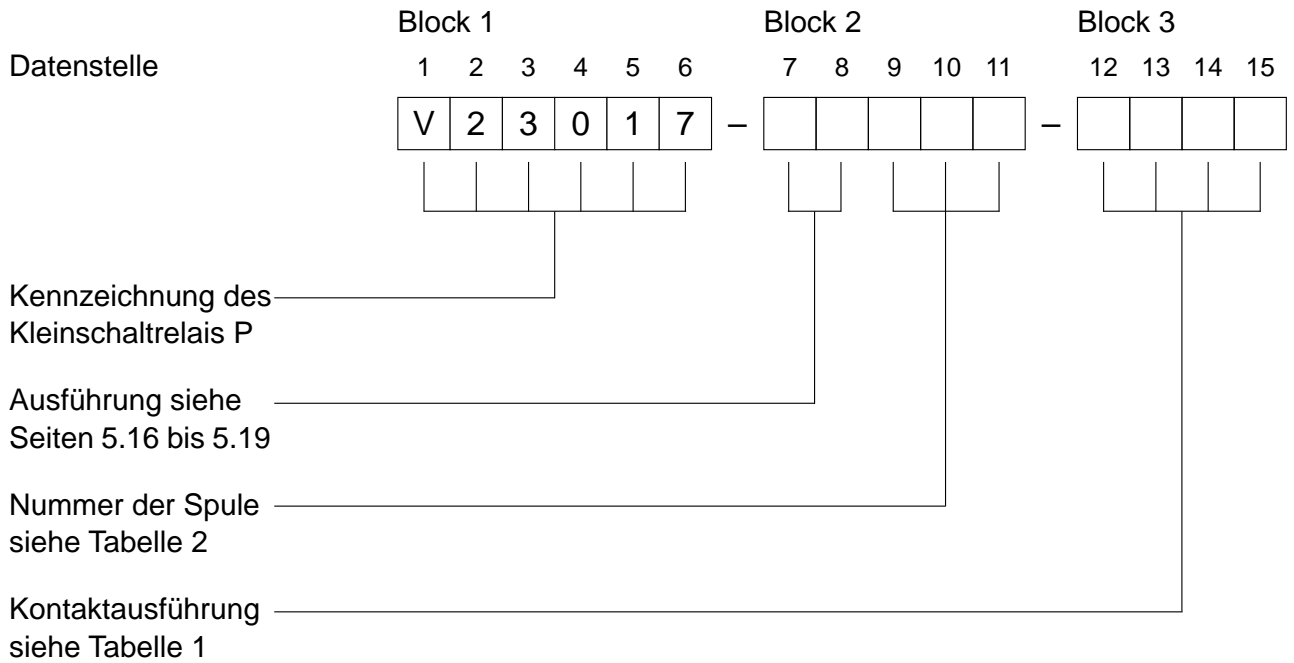 Block 1 Block 2 Block 3
Datenstelle 1 2 3 4 5 6 7 8 9 10 11 12 13 14 15
V 2 3 0 1 7 – –
Kennzeichnung des
Kleinschaltrelais P
Ausführung siehe
Seiten 5.16 bis 5.19
Nummer der Spule
siehe Tabelle 2
Kontaktausführung
siehe Tabelle 1